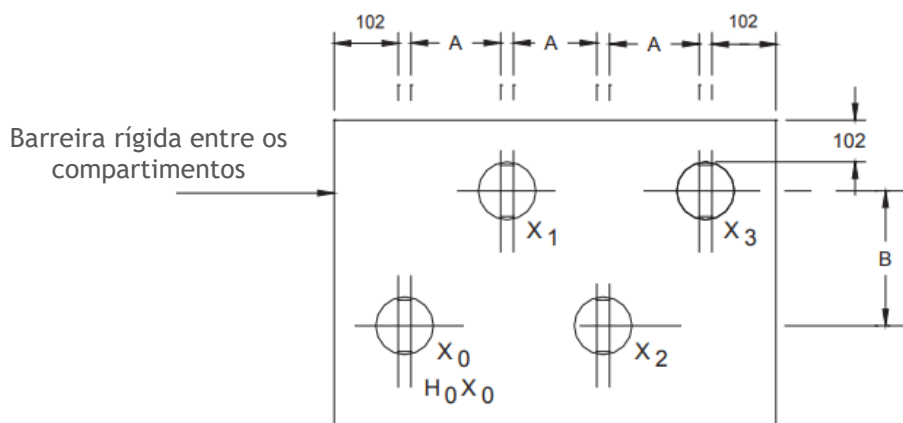 102
A
A
A
102
Barreira rígida entre os
compartimentos
102
X1
X3
B
X0
X2
H0X0